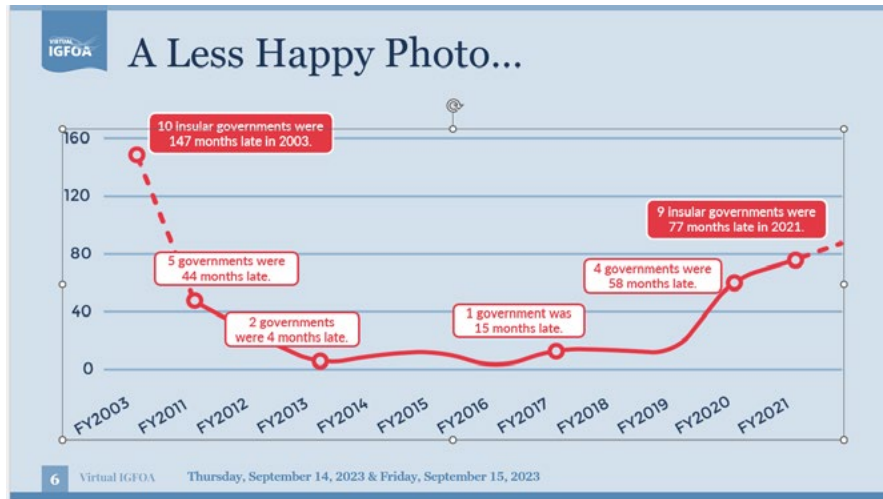 VIRTUAL
IGFOA
A Less Happy Photo...
160
120
80
40
0
10 insular governments were
147 months late in 2003.
5 governments were
44 months late.
2 governments
were 4 months late.
1 government was
15 months late.
4 governments were
58 months late.
9 insular governments were
77 months late in 2021.
FY2003
FY2011
FY2012
FY2013
FY2014
FY2015
FY2016
FY2017
FY2018
FY2019
FY2020
FY2021
6
Virtual IGFOA
Thursday, September 14, 2023 & Friday, September 15, 2023